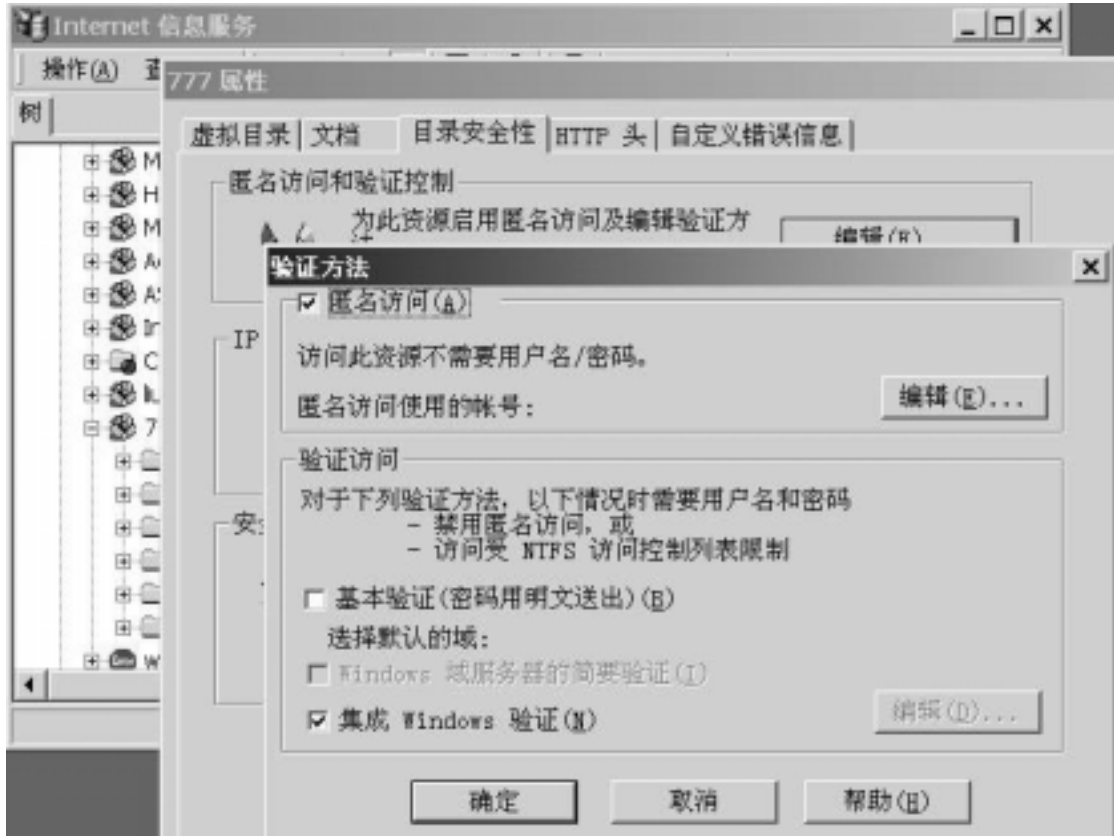 Internet 信息服务
操作(A)
777 属性
树
虚拟目录 文档 目录安全性 HTTP 头 自定义错误信息
M
H
M
A
C
7
w
匿名访问和验证控制
为此资源启用匿名访问及编辑验证方
编辑(E)
IP
验证方法
匿名访问(A)
访问此资源不需要用户名/密码。
匿名访问使用的帐号:
编辑(E)...
验证访问
对于下列验证方法，以下情况时需要用户名和密码
- 禁用匿名访问，或
- 访问受 NTFS 访问控制列表限制
基本验证(密码用明文送出)(B)
选择默认的域:
编辑(D)...
Windows 域服务器的简要验证(I)
集成 Windows 验证(N)
确定 取消 帮助(H)